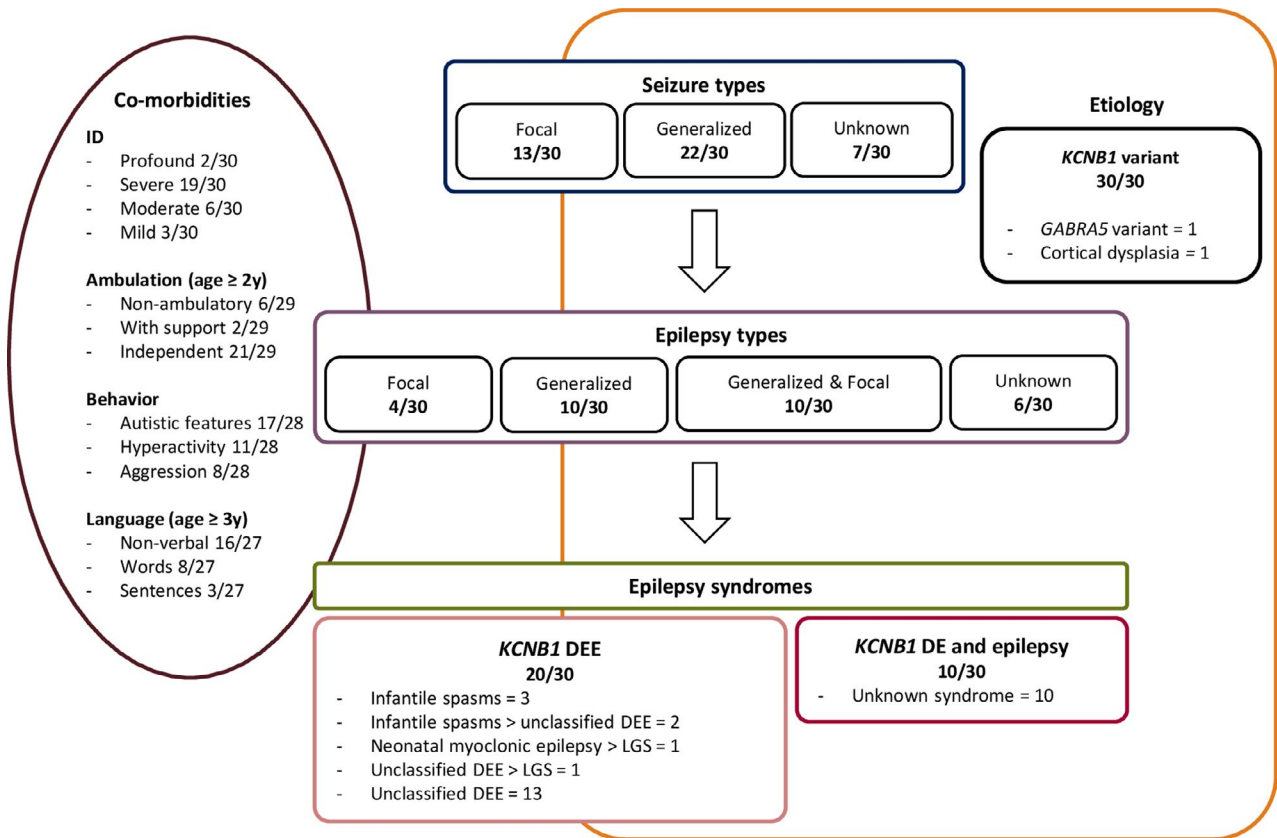 Co-morbidities
ID
- Profound 2/30
- Severe 19/30
- Moderate 6/30
- Mild 3/30
Ambulation (age ≥ 2y)
- Non-ambulatory 6/29
- With support 2/29
- Independent 21/29
Behavior
- Autistic features 17/28
- Hyperactivity 11/28
- Aggression 8/28
Language (age ≥ 3y)
- Non-verbal 16/27
- Words 8/27
- Sentences 3/27
Seizure types
Focal
13/30
Generalized
22/30
Unknown
7/30
Etiology
KCNB1 variant
30/30
- GABRA5 variant = 1
- Cortical dysplasia = 1
Epilepsy types
Focal
4/30
Generalized
10/30
Generalized & Focal
10/30
Unknown
6/30
Epilepsy syndromes
KCNB1 DEE
20/30
- Infantile spasms = 3
- Infantile spasms > unclassified DEE = 2
- Neonatal myoclonic epilepsy > LGS = 1
- Unclassified DEE > LGS = 1
- Unclassified DEE = 13
KCNB1 DE and epilepsy
10/30
- Unknown syndrome = 10